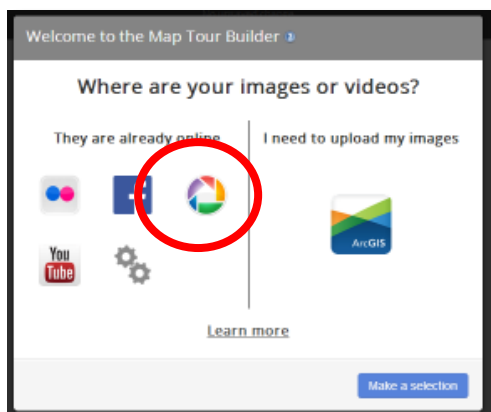 Welcome to the Map Tour Builder
Where are your images or videos?
They are already online
I need to upload my images
f
You
Tube
ArcGIS
Learn more
Make a selection